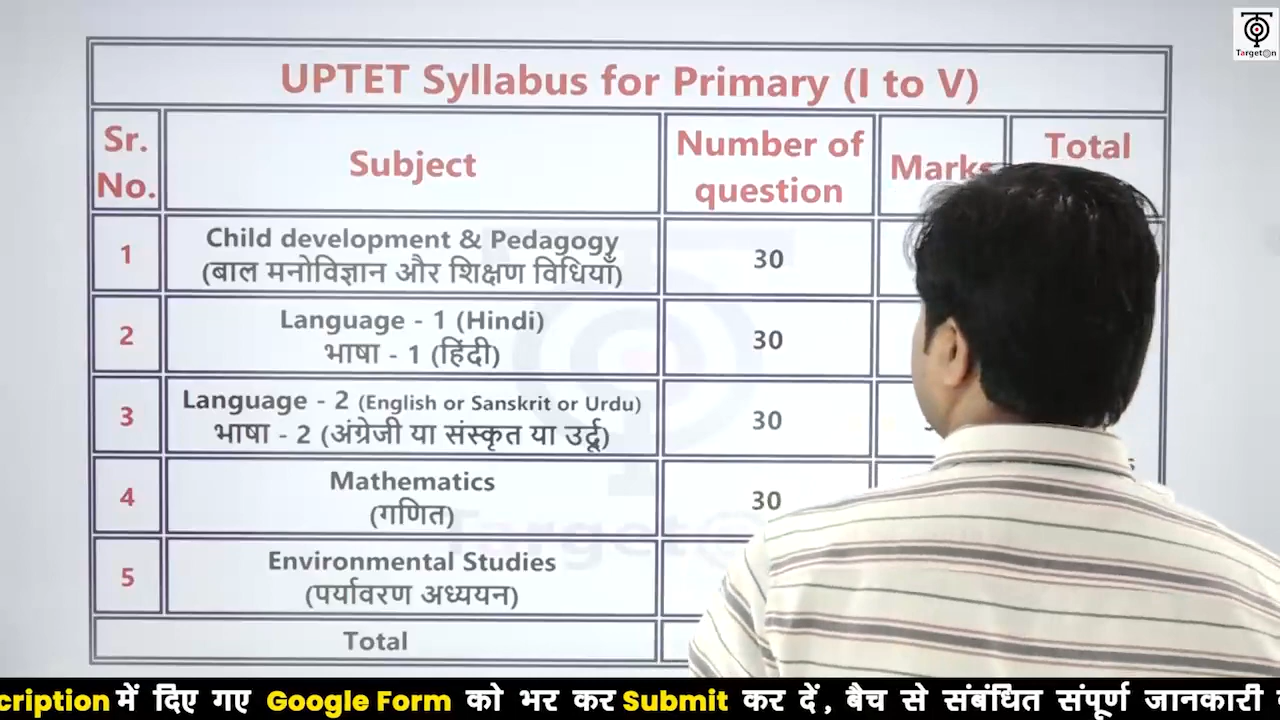 TargetOn
UPTET Syllabus for Primary (I to V)
Sr. No.
Subject
Number of question
Marks
Total
1
Child development & Pedagogy
(बाल मनोविज्ञान और शिक्षण विधियाँ)
30
2
Language - 1 (Hindi)
भाषा - 1 (हिंदी)
30
3
Language - 2 (English or Sanskrit or Urdu)
भाषा - 2 (अंग्रेजी या संस्कृत या उर्दू)
30
4
Mathematics
(गणित)
30
5
Environmental Studies
(पर्यावरण अध्ययन)
Total
में दिए गए Google Form को भर कर Submit कर दें, बैच से संबंधित संपूर्ण जानकारी